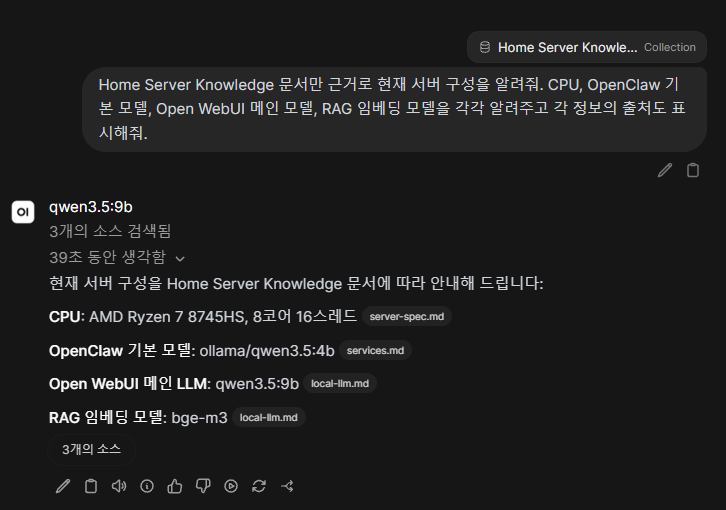 Home Server Knowle... Collection
Home Server Knowledge 문서만 근거로 현재 서버 구성을 알려줘. CPU, OpenClaw 기
본 모델, Open WebUI 메인 모델, RAG 임베딩 모델을 각각 알려주고 각 정보의 출처도 표
시해줘.
OI qwen3.5:9b
3개의 소스 검색됨
39초 동안 생각함
현재 서버 구성을 Home Server Knowledge 문서에 따라 안내해 드립니다:
CPU: AMD Ryzen 7 8745HS, 8코어 16스레드 server-spec.md
OpenClaw 기본 모델: ollama/qwen3.5:4b services.md
Open WebUI 메인 LLM: qwen3.5:9b local-llm.md
RAG 임베딩 모델: bge-m3 local-llm.md
3개의 소스